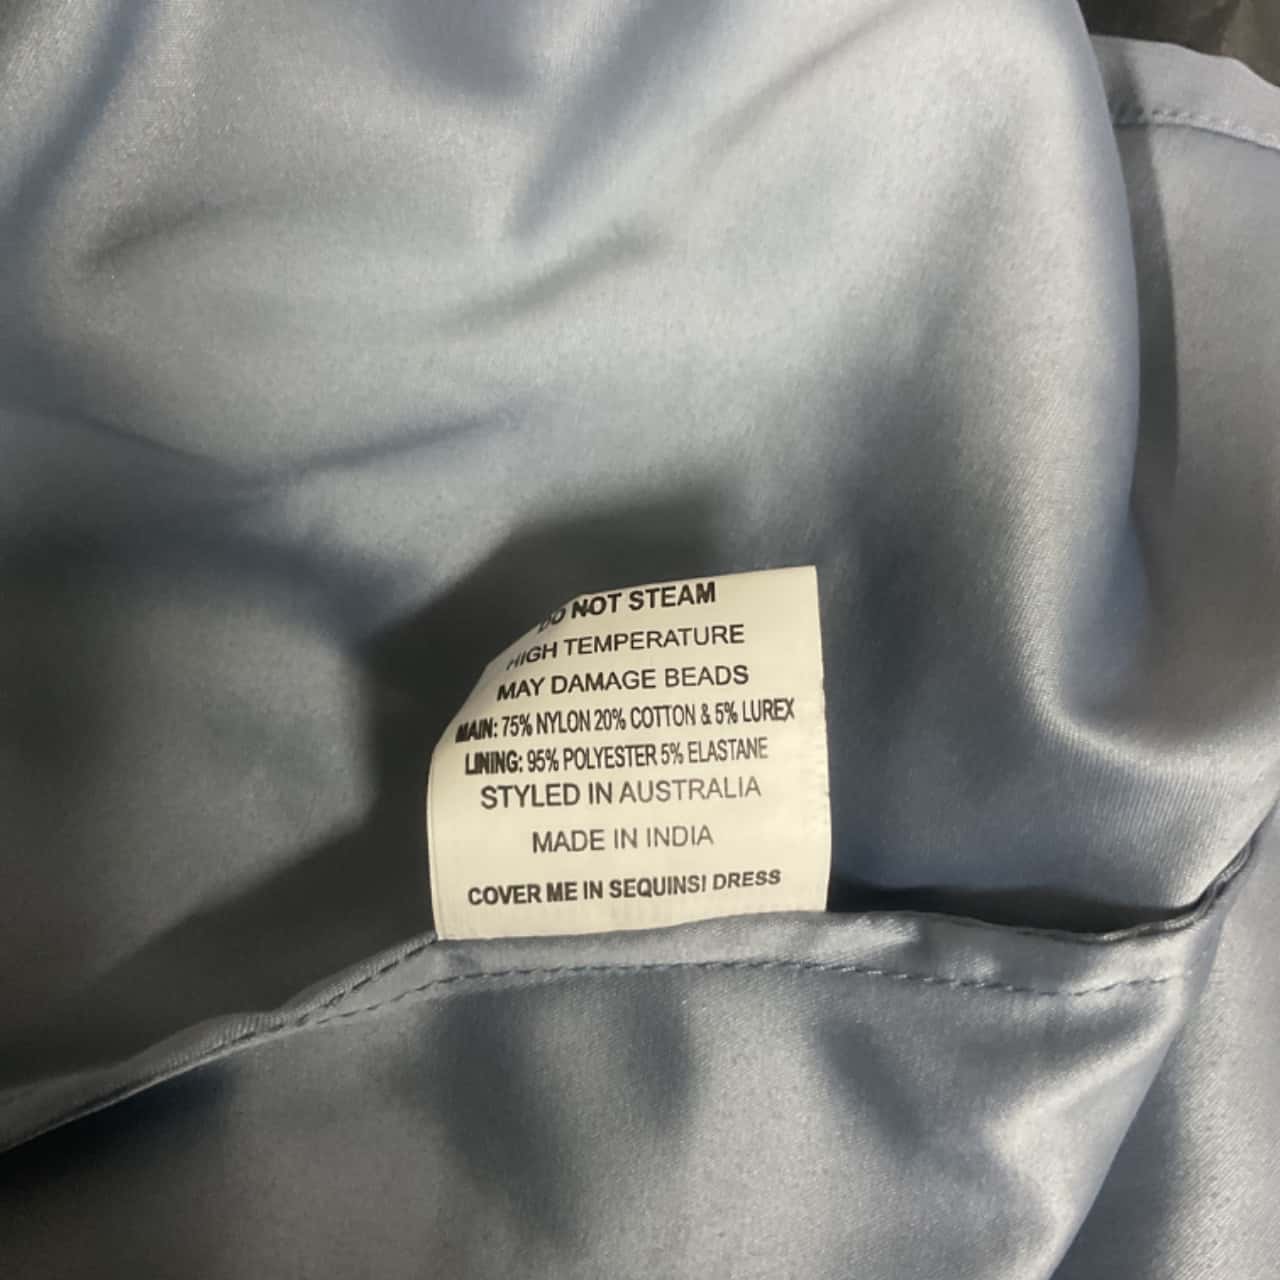 DO NOT STEAM
HIGH TEMPERATURE
MAY DAMAGE BEADS
MAIN: 75% NYLON 20% COTTON & 5% LUREX
LINING: 95% POLYESTER 5% ELASTANE
STYLED IN AUSTRALIA
MADE IN INDIA
COVER ME IN SEQUINS! DRESS